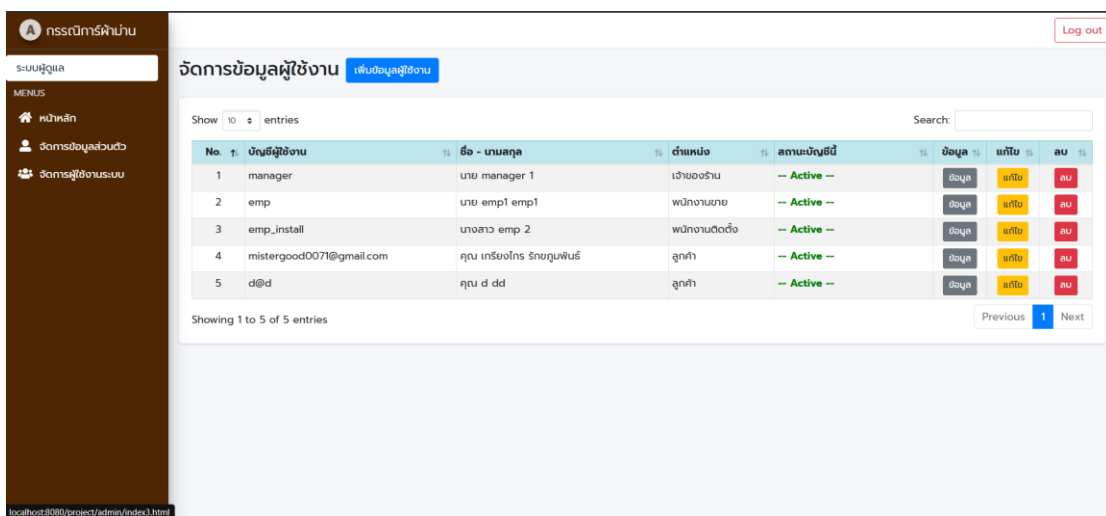 A กรรณิการ์ผ้าม่าน
Log out
ระบบผู้ดูแล
MENUS
หน้าหลัก
จัดการข้อมูลส่วนตัว
จัดการผู้ใช้งานระบบ
จัดการข้อมูลผู้ใช้งาน เพิ่มข้อมูลผู้ใช้งาน
Show 10 entries Search:
No. บัญชีผู้ใช้งาน ชื่อ - นามสกุล ตำแหน่ง สถานะบัญชีนี้ ข้อมูล แก้ไข ลบ
1 manager นาย manager 1 เจ้าของร้าน -- Active -- ข้อมูล แก้ไข ลบ
2 emp นาย emp1 emp1 พนักงานขาย -- Active -- ข้อมูล แก้ไข ลบ
3 emp_install นางสาว emp 2 พนักงานติดตั้ง -- Active -- ข้อมูล แก้ไข ลบ
4 mistergood0071@gmail.com คุณ เกรียงไกร รักษภูมพันธ์ ลูกค้า -- Active -- ข้อมูล แก้ไข ลบ
5 d@d คุณ d dd ลูกค้า -- Active -- ข้อมูล แก้ไข ลบ
Showing 1 to 5 of 5 entries
Previous 1 Next
localhost:8080/project/admin/index3.html